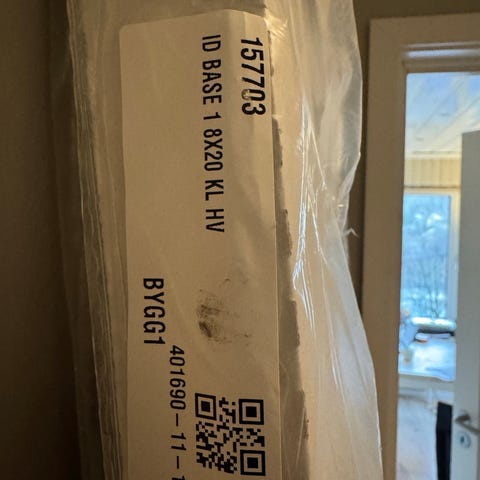 157703
ID BASE 1 8X20 KL HV
BYGG1
401690-11-